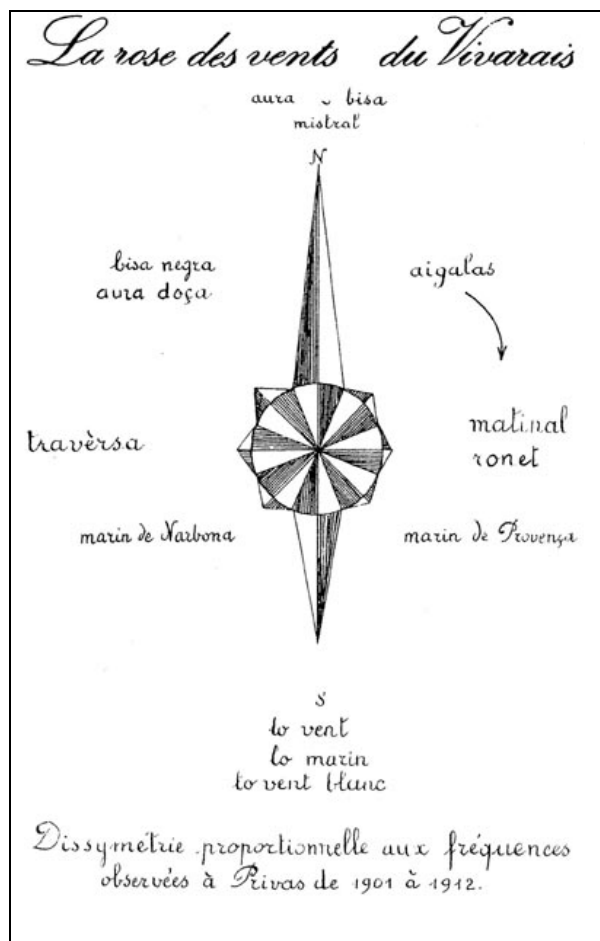 La rose des vents du Vivarais
aura ‿ bisa
mistral
N
bisa negra
aura doça
aigalas
travèrsa
matinal
ronet
marin de Narbona
marin de Provença
S
lo vent
lo marin
lo vent blanc
Dissymétrie proportionnelle aux fréquences
observées à Privas de 1901 à 1912.